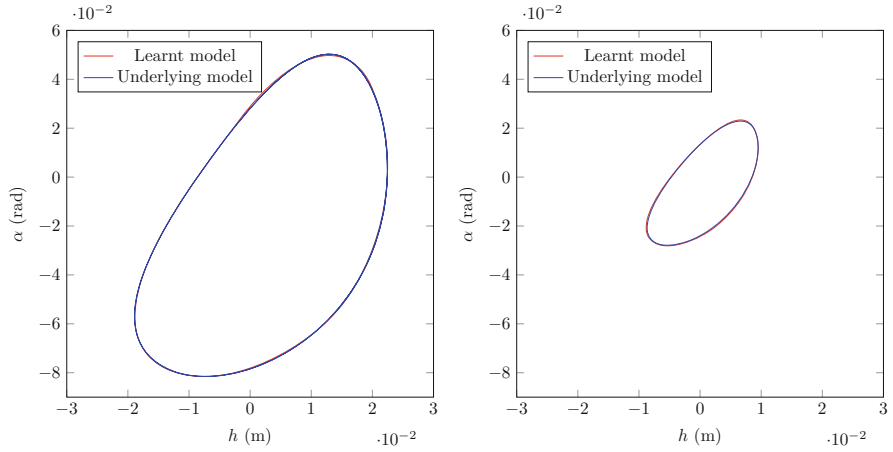 ·10⁻²
6
4
2
0
−2
−4
−6
−8
α (rad)
Learnt model
Underlying model
−3 −2 −1 0 1 2 3
h (m)
·10⁻²
·10⁻²
6
4
2
0
−2
−4
−6
−8
α (rad)
Learnt model
Underlying model
−3 −2 −1 0 1 2 3
h (m)
·10⁻²